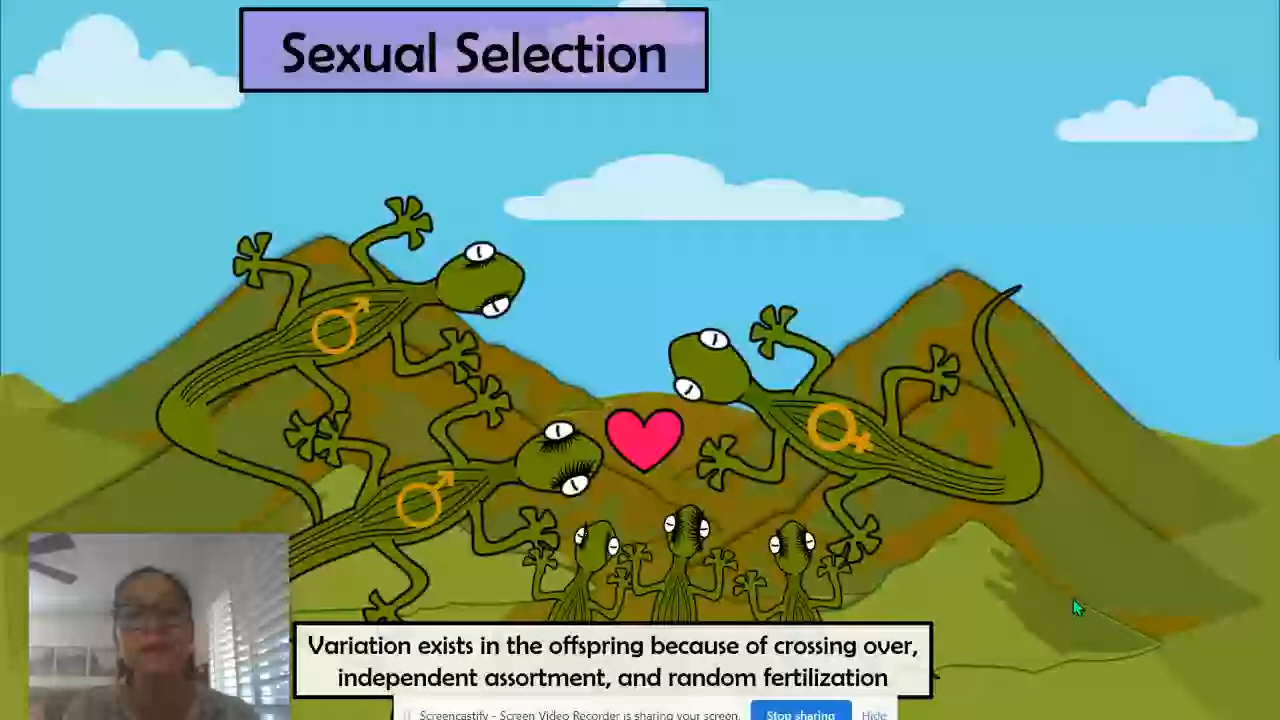 Sexual Selection
Variation exists in the offspring because of crossing over,
independent assortment, and random fertilization
Screencastify - Screen Video Recorder is sharing your screen.
Stop sharing
Hide